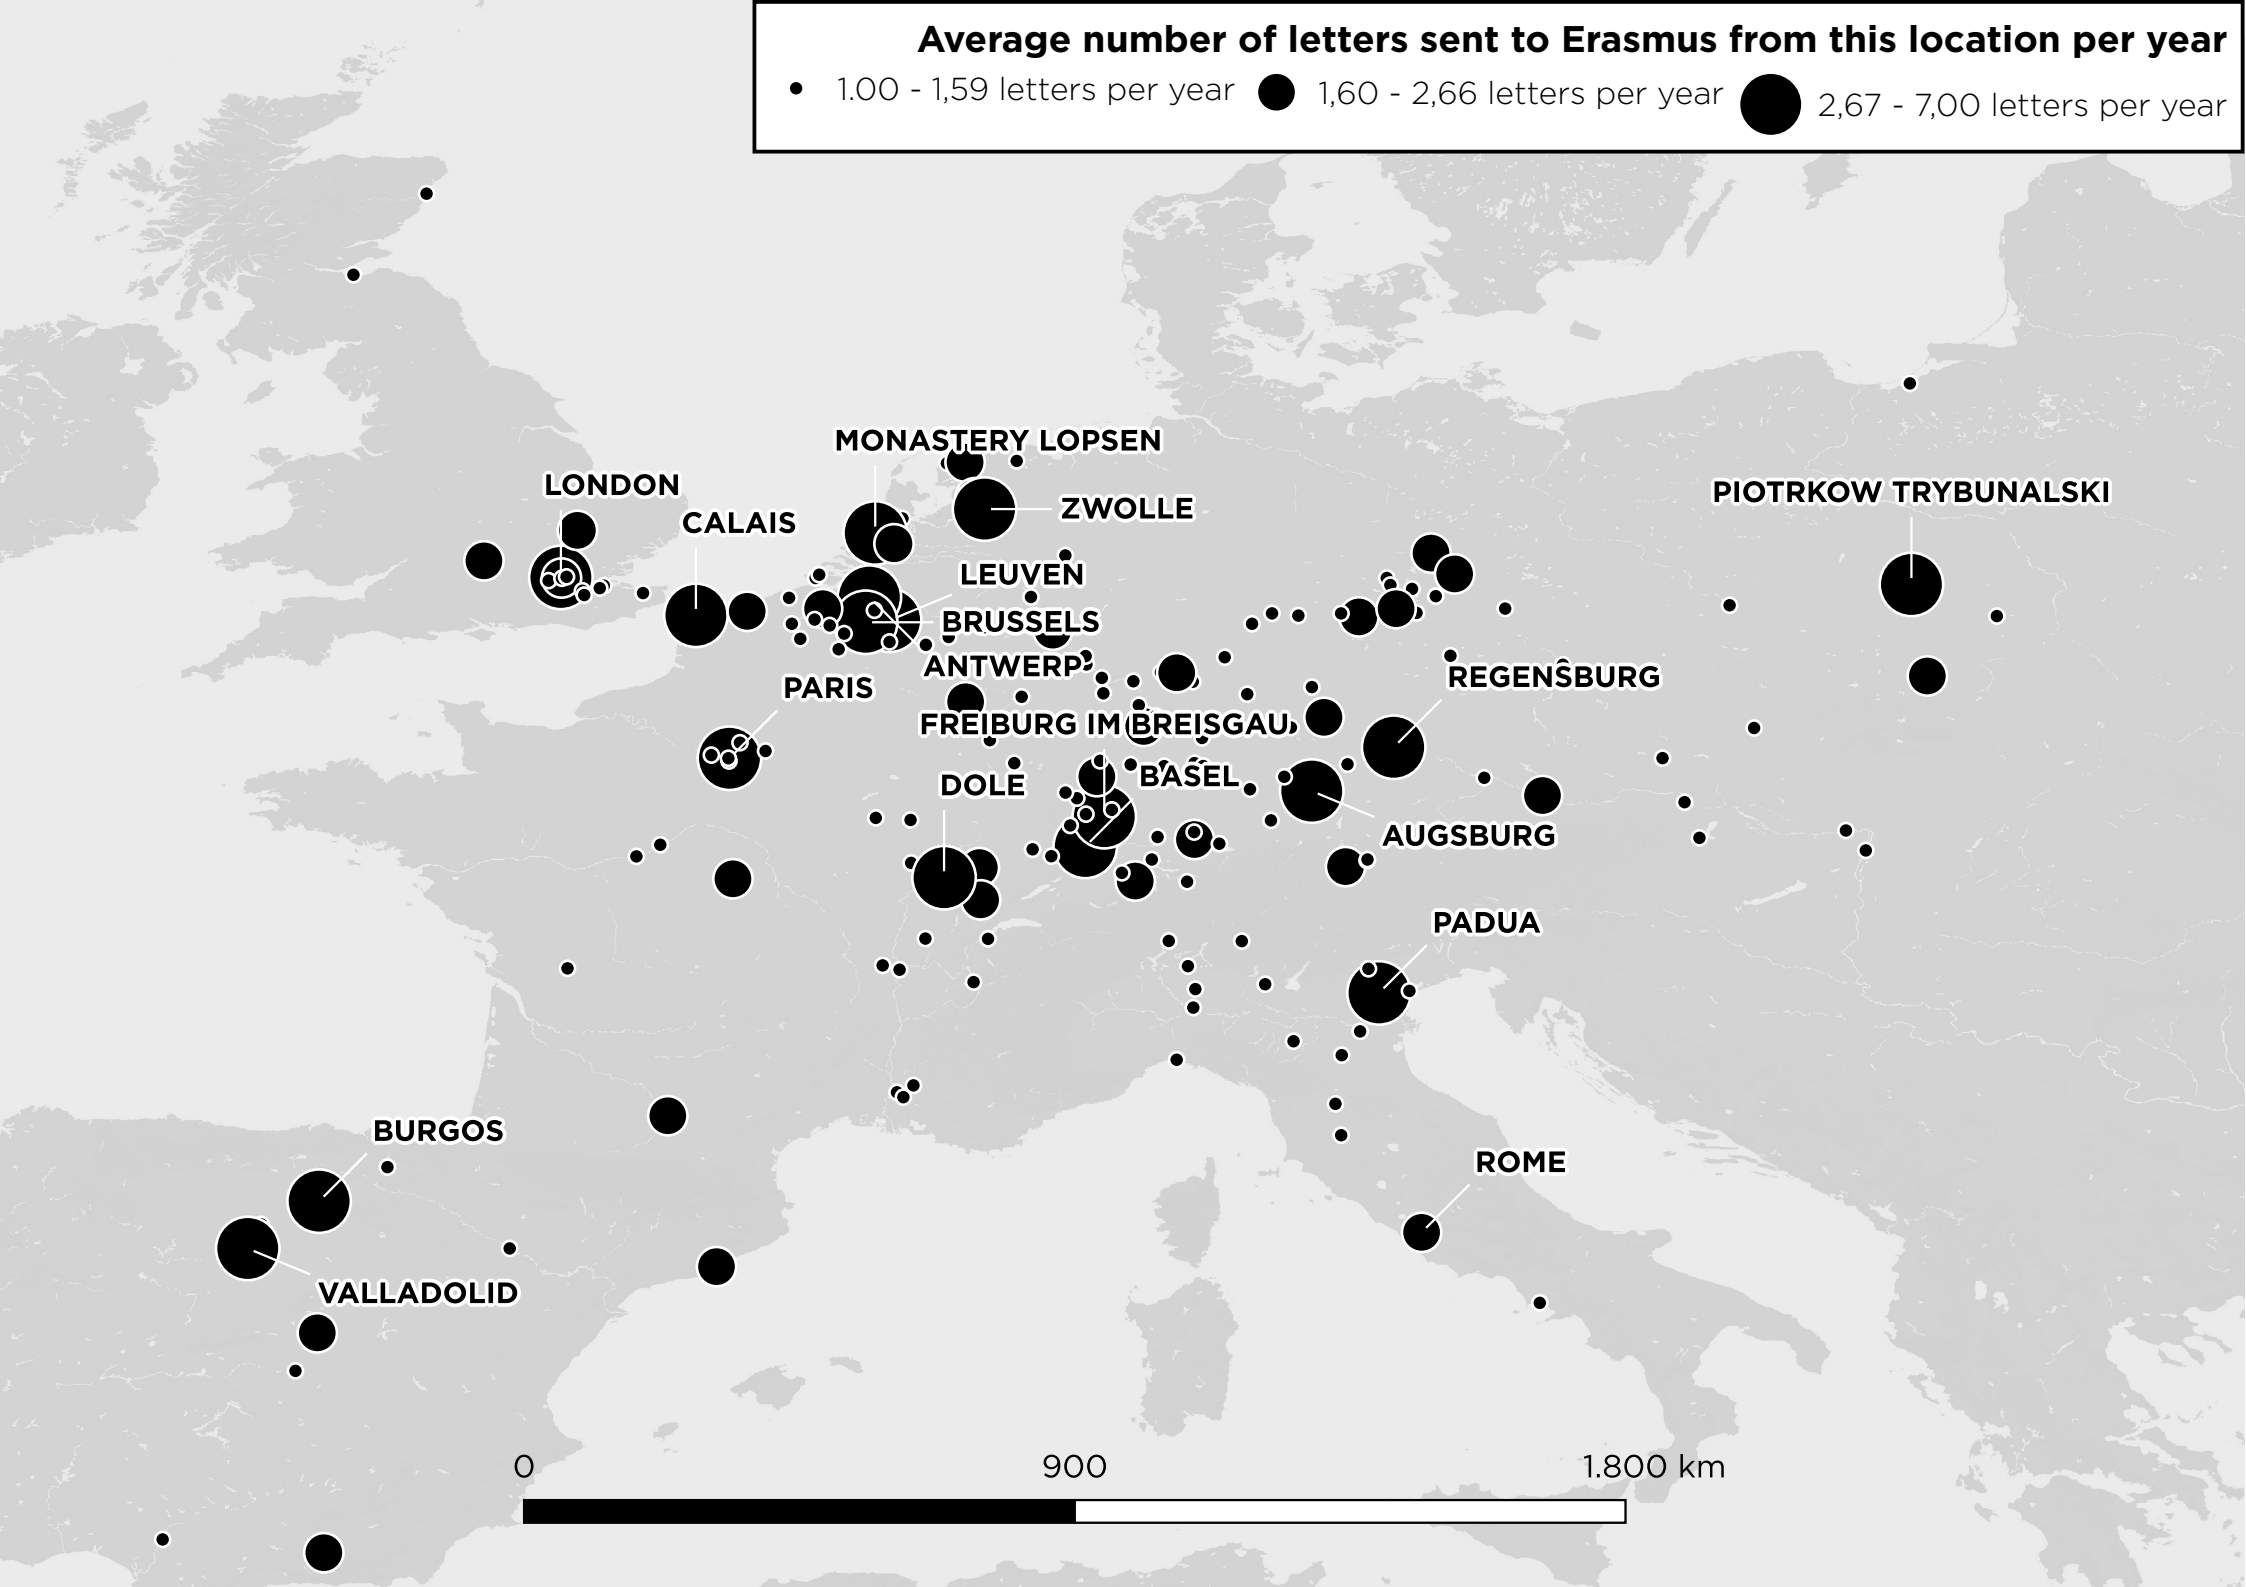 Average number of letters sent to Erasmus from this location per year
1.00 - 1,59 letters per year
1,60 - 2,66 letters per year
2,67 - 7,00 letters per year
MONASTERY LOPSEN
LONDON
PIOTRKOW TRYBUNALSKI
ZWOLLE
CALAIS
LEUVEN
BRUSSELS
ANTWERP
REGENSBURG
PARIS
FREIBURG IM BREISGAU
BASEL
DOLE
AUGSBURG
PADUA
BURGOS
ROME
VALLADOLID
0 900 1.800 km